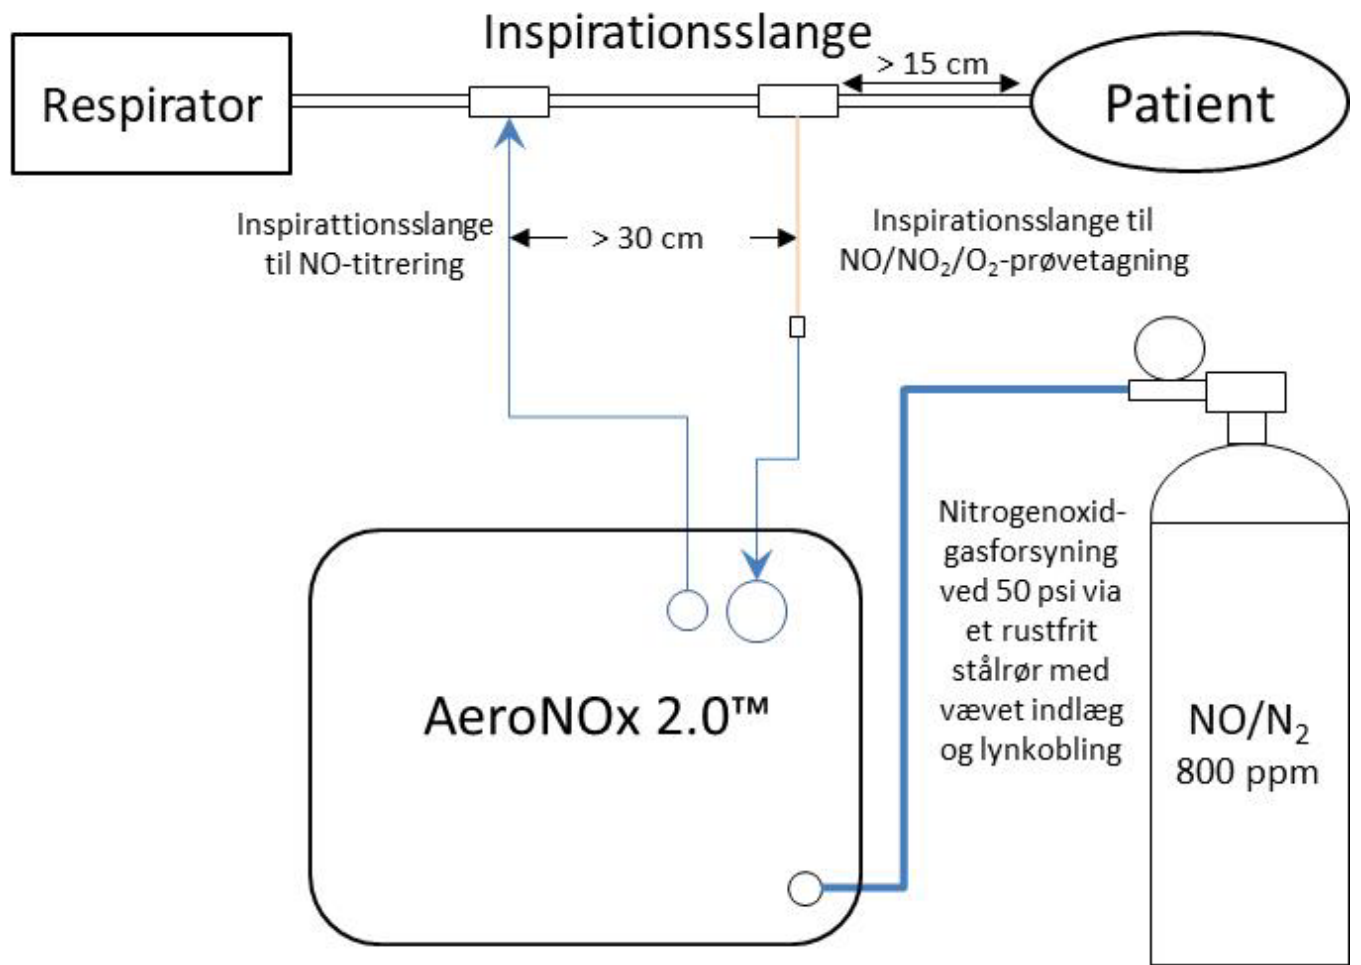 Inspirationsslange
Respirator
> 15 cm
Patient
Inspirattionsslange
til NO-titrering
> 30 cm
Inspirationsslange til
NO/NO₂/O₂-prøvetagning
Nitrogenoxid-
gasforsyning
ved 50 psi via
et rustfrit
stålrør med
vævet indlæg
og lynkobling
AeroNOx 2.0™
NO/N₂
800 ppm